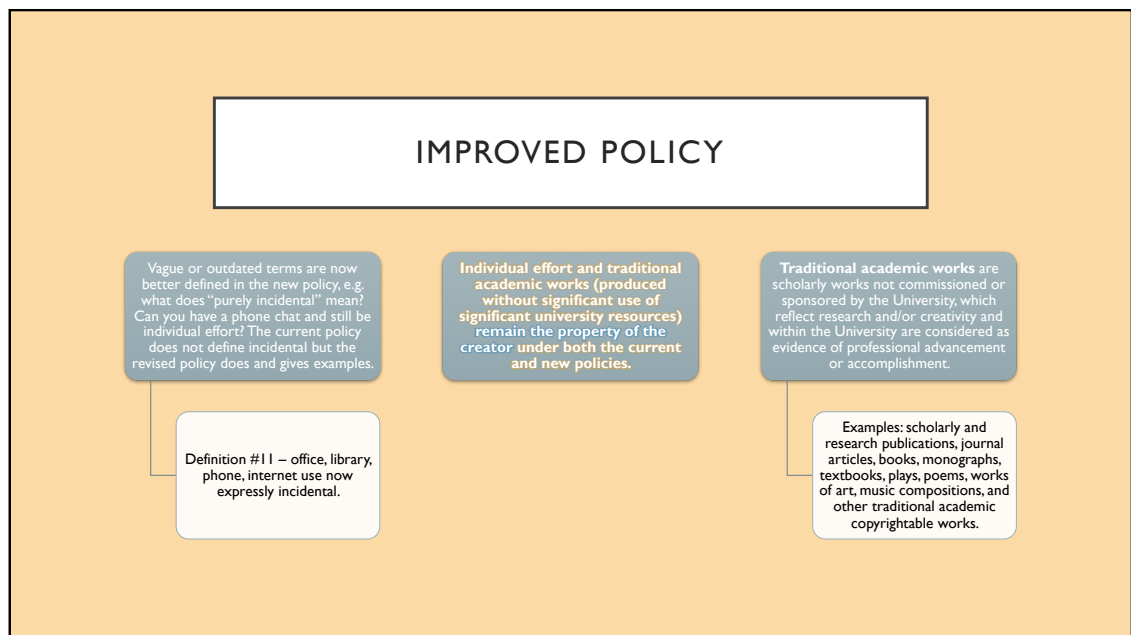 IMPROVED POLICY
Vague or outdated terms are now
better defined in the new policy, e.g.
what does “purely incidental” mean?
Can you have a phone chat and still be
individual effort? The current policy
does not define incidental but the
revised policy does and gives examples.
Definition #11 – office, library,
phone, internet use now
expressly incidental.
Individual effort and traditional
academic works (produced
without significant use of
significant university resources)
remain the property of the
creator under both the current
and new policies.
Traditional academic works are
scholarly works not commissioned or
sponsored by the University, which
reflect research and/or creativity and
within the University are considered as
evidence of professional advancement
or accomplishment.
Examples: scholarly and
research publications, journal
articles, books, monographs,
textbooks, plays, poems, works
of art, music compositions, and
other traditional academic
copyrightable works.